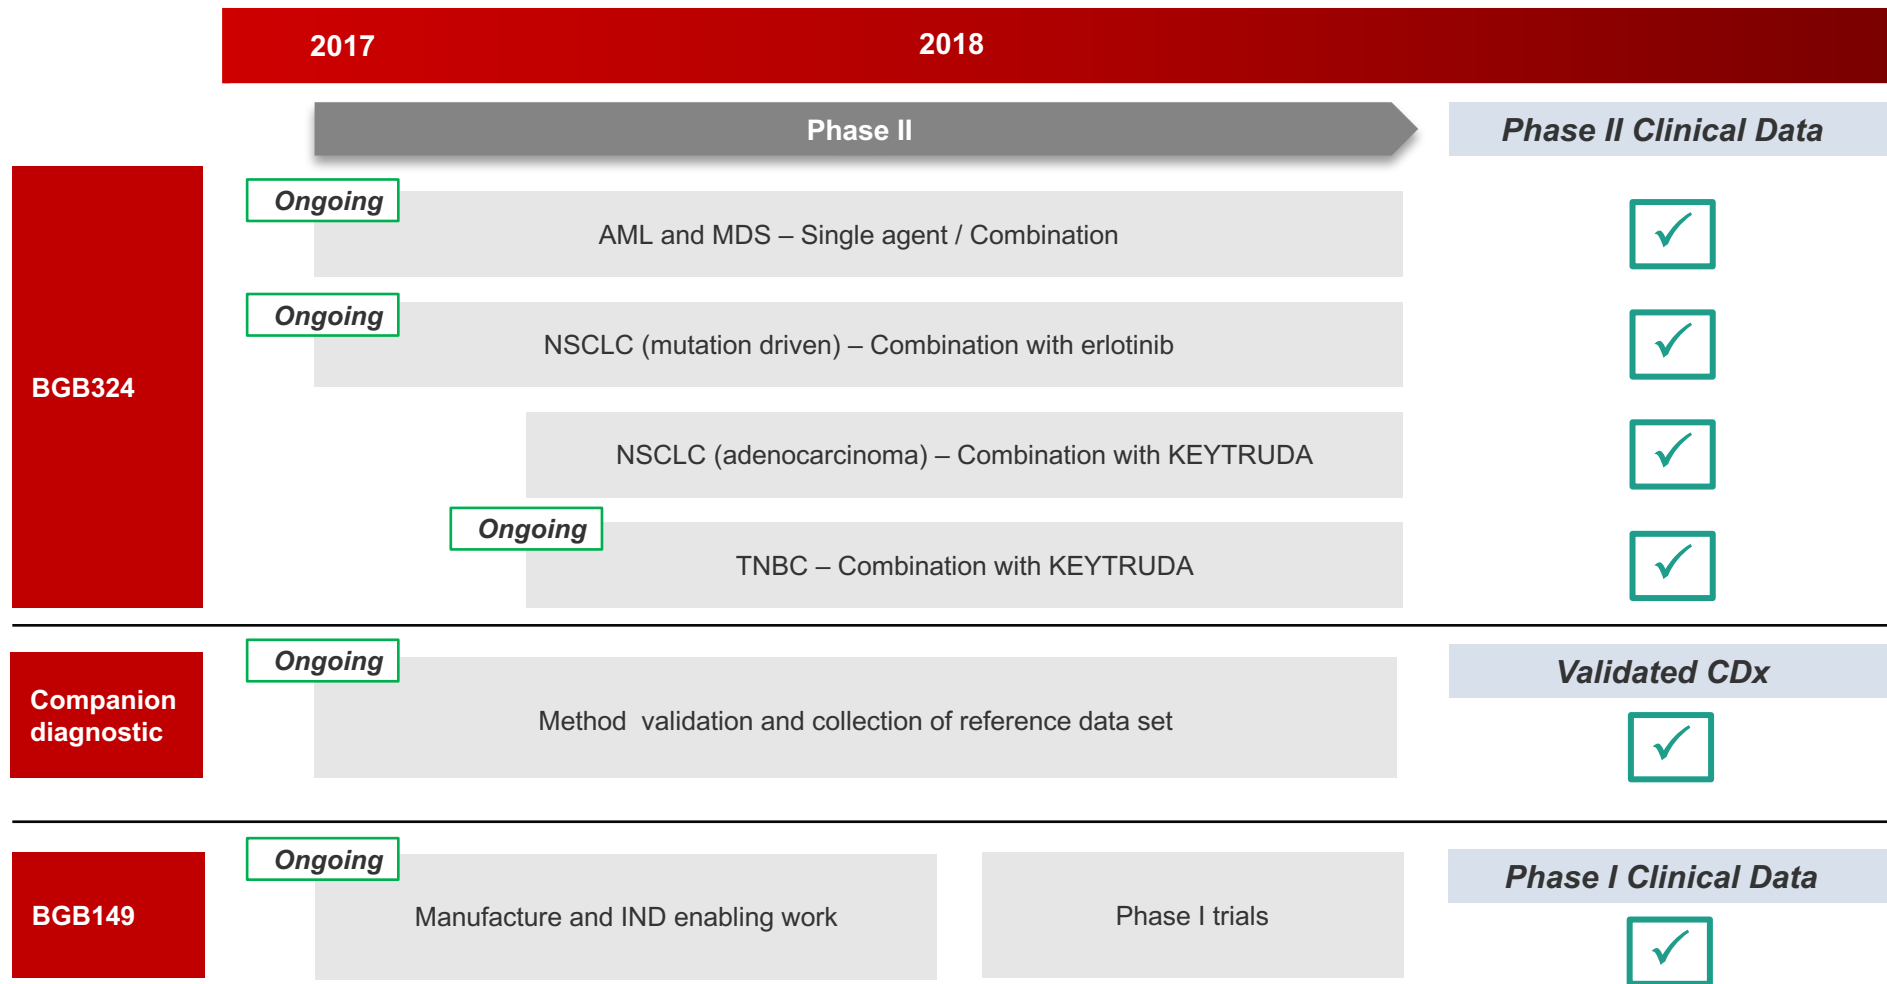 2017
2018
Phase II
Phase II Clinical Data
BGB324
Ongoing
AML and MDS – Single agent / Combination
Ongoing
NSCLC (mutation driven) – Combination with erlotinib
NSCLC (adenocarcinoma) – Combination with KEYTRUDA
Ongoing
TNBC – Combination with KEYTRUDA
Companion
diagnostic
Ongoing
Method  validation and collection of reference data set
Validated CDx
BGB149
Ongoing
Manufacture and IND enabling work
Phase I trials
Phase I Clinical Data